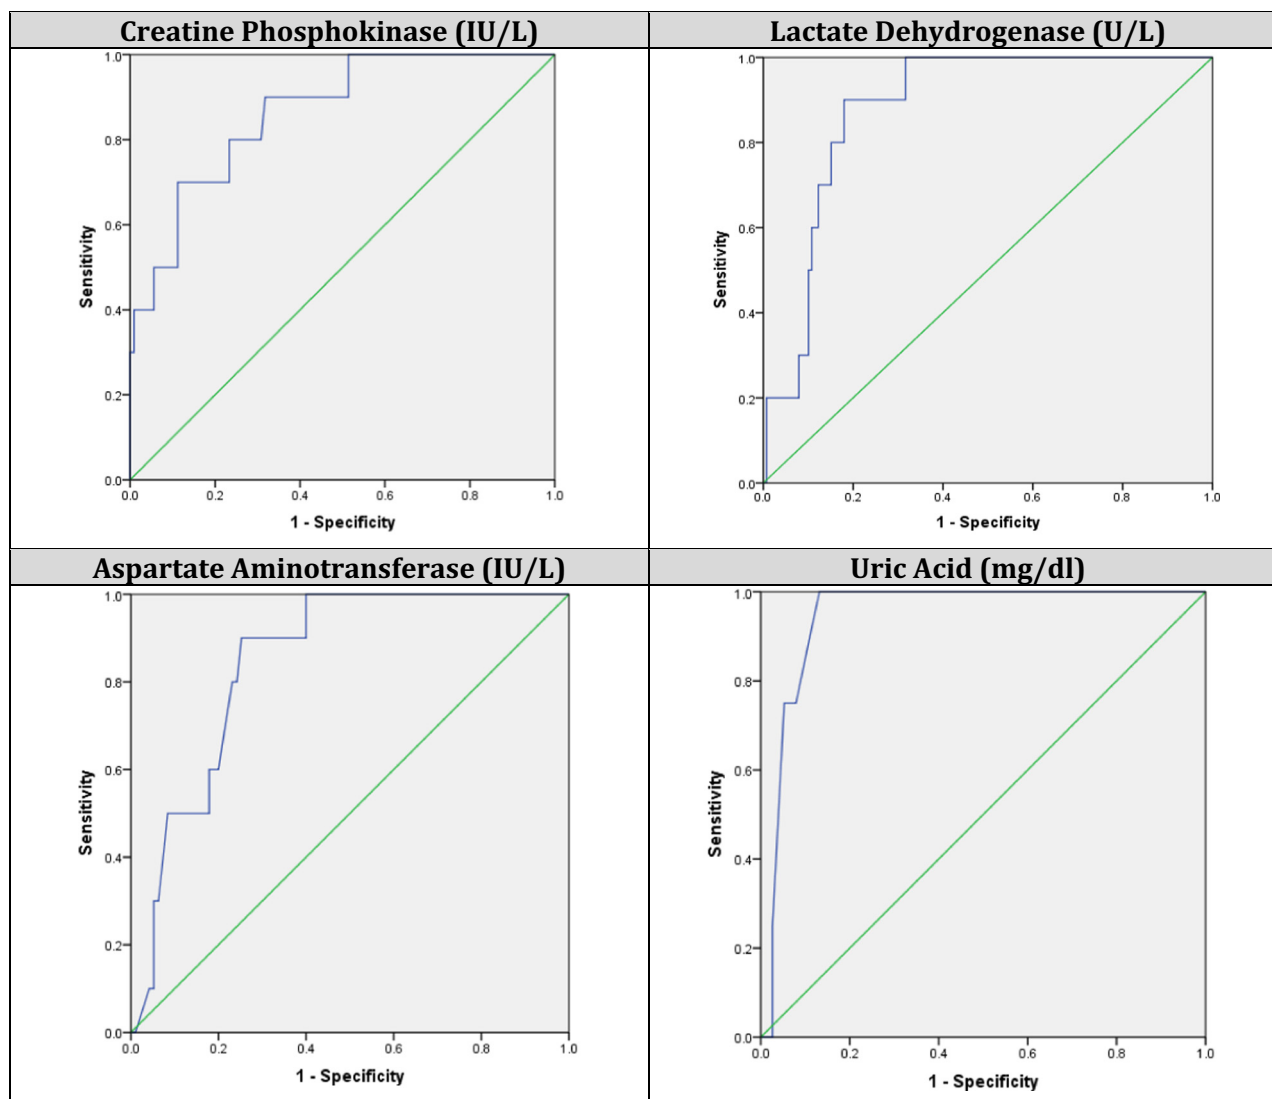 Creatine Phosphokinase (IU/L)
1.0
0.8
0.6
0.4
0.2
0.0
Sensitivity
0.0 0.2 0.4 0.6 0.8 1.0
1 - Specificity
Lactate Dehydrogenase (U/L)
1.0
0.8
0.6
0.4
0.2
0.0
Sensitivity
0.0 0.2 0.4 0.6 0.8 1.0
1 - Specificity
Aspartate Aminotransferase (IU/L)
1.0
0.8
0.6
0.4
0.2
0.0
Sensitivity
0.0 0.2 0.4 0.6 0.8 1.0
1 - Specificity
Uric Acid (mg/dl)
1.0
0.8
0.6
0.4
0.2
0.0
Sensitivity
0.0 0.2 0.4 0.6 0.8 1.0
1 - Specificity